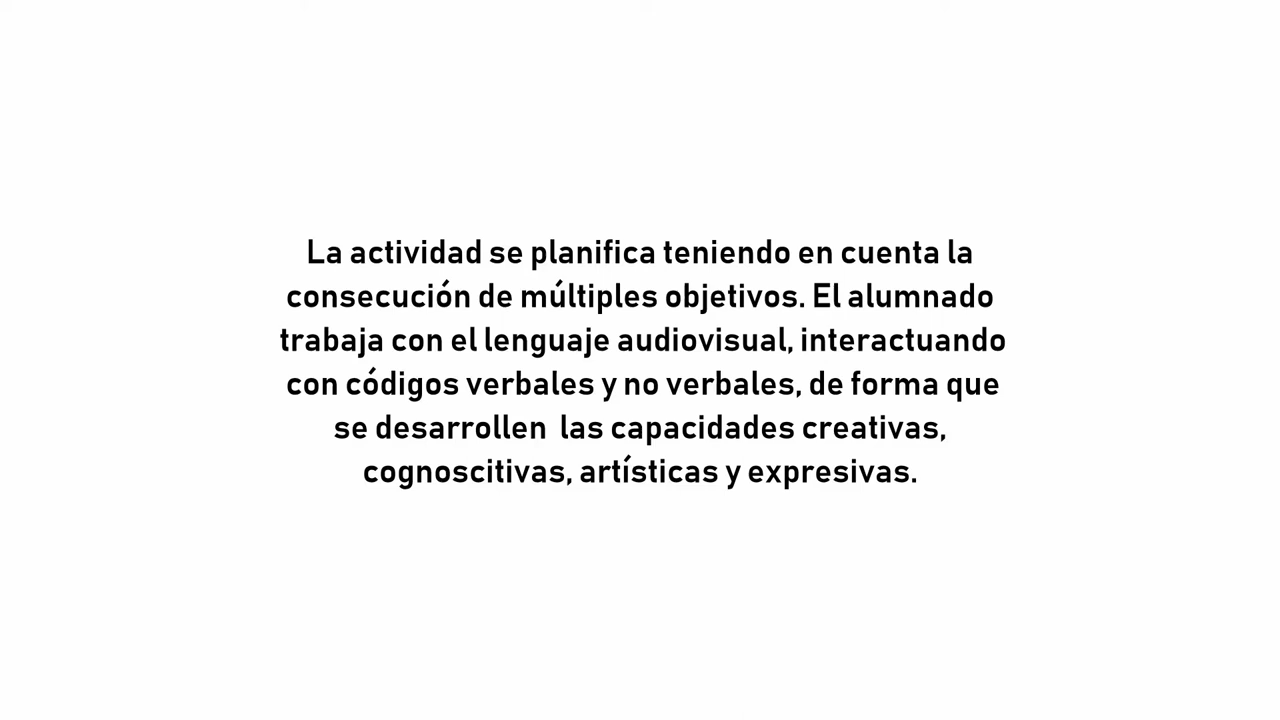 La actividad se planifica teniendo en cuenta la
consecución de múltiples objetivos. El alumnado
trabaja con el lenguaje audiovisual, interactuando
con códigos verbales y no verbales, de forma que
se desarrollen  las capacidades creativas,
cognoscitivas, artísticas y expresivas.